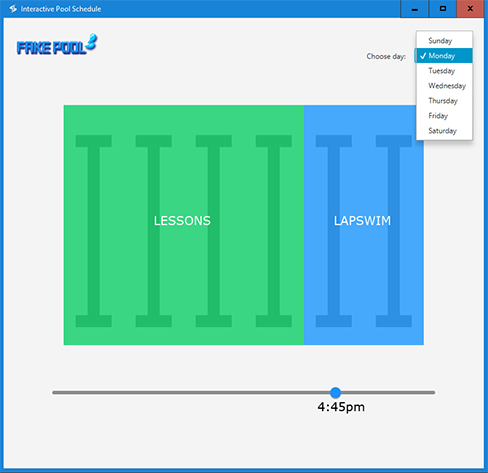 Interactive Pool Schedule
FAKE POOL
Choose day:
Sunday
Monday
Tuesday
Wednesday
Thursday
Friday
Saturday
LESSONS
LAPSWIM
4:45pm